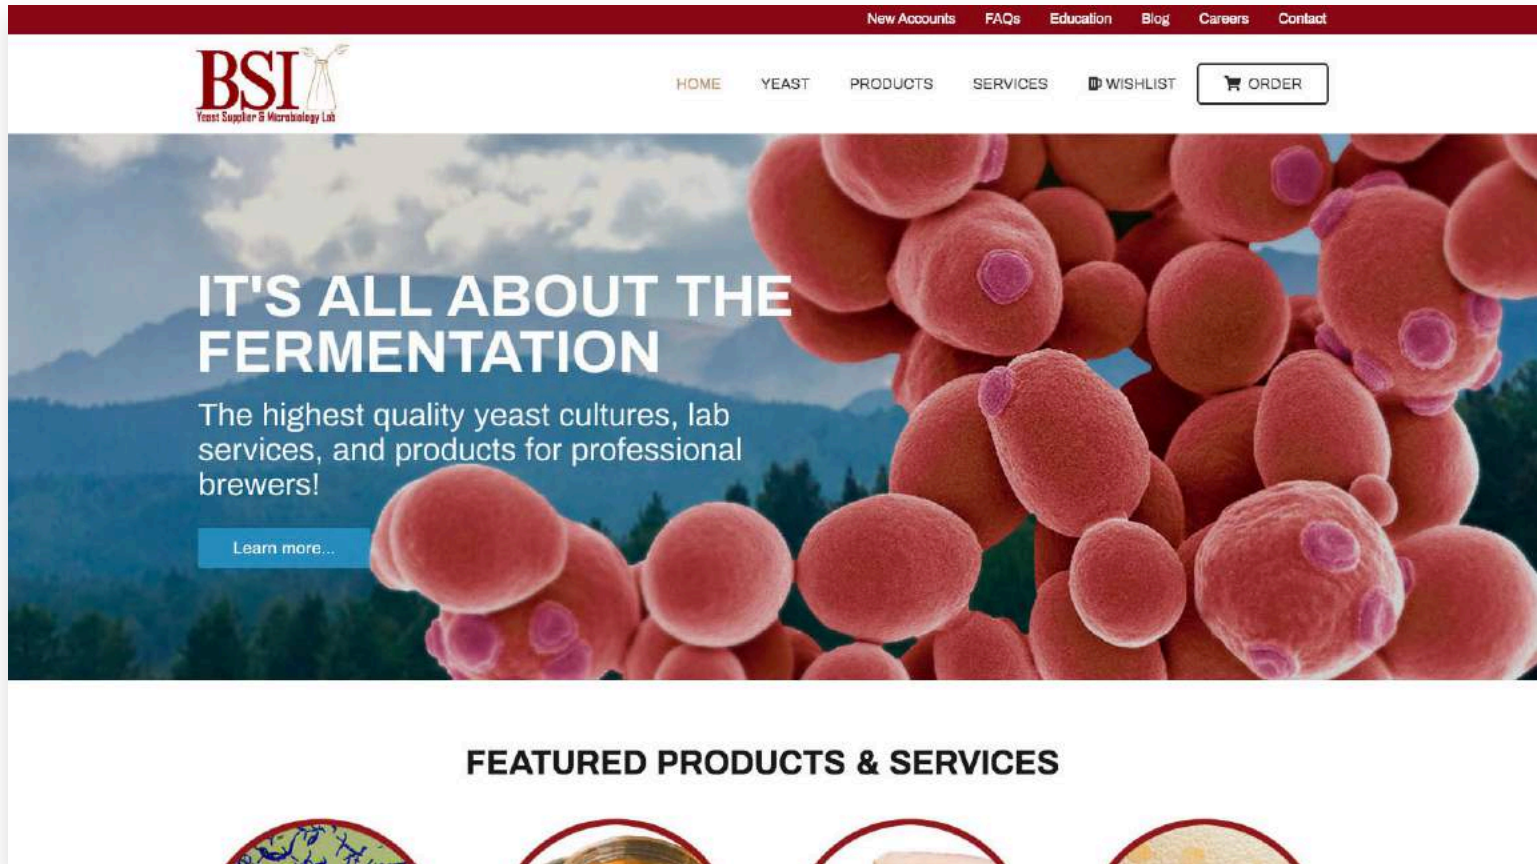 New Accounts FAQs Education Blog Careers Contact
BSI
Yeast Supplier & Microbiology Lab
HOME YEAST PRODUCTS SERVICES WISHLIST ORDER
IT'S ALL ABOUT THE
FERMENTATION
The highest quality yeast cultures, lab
services, and products for professional
brewers!
Learn more...
FEATURED PRODUCTS & SERVICES